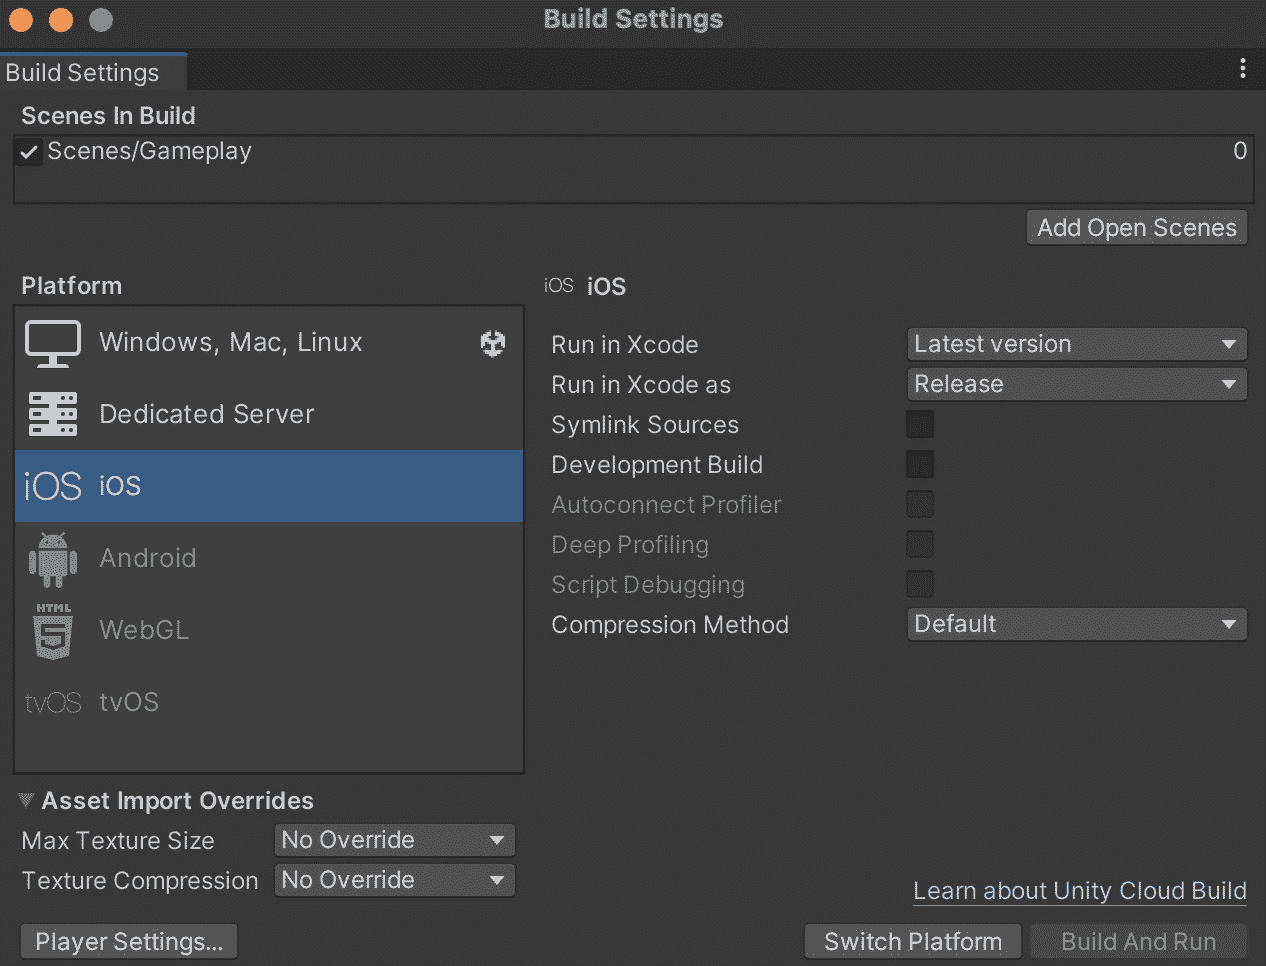 Build Settings
Build Settings
Scenes In Build
Scenes/Gameplay 0
Add Open Scenes
Platform
Windows, Mac, Linux
Dedicated Server
iOS iOS
Android
HTML
5
WebGL
tvOS tvOS
iOS iOS
Run in Xcode Latest version
Run in Xcode as Release
Symlink Sources
Development Build
Autoconnect Profiler
Deep Profiling
Script Debugging
Compression Method Default
Asset Import Overrides
Max Texture Size No Override
Texture Compression No Override
Learn about Unity Cloud Build
Player Settings... Switch Platform Build And Run